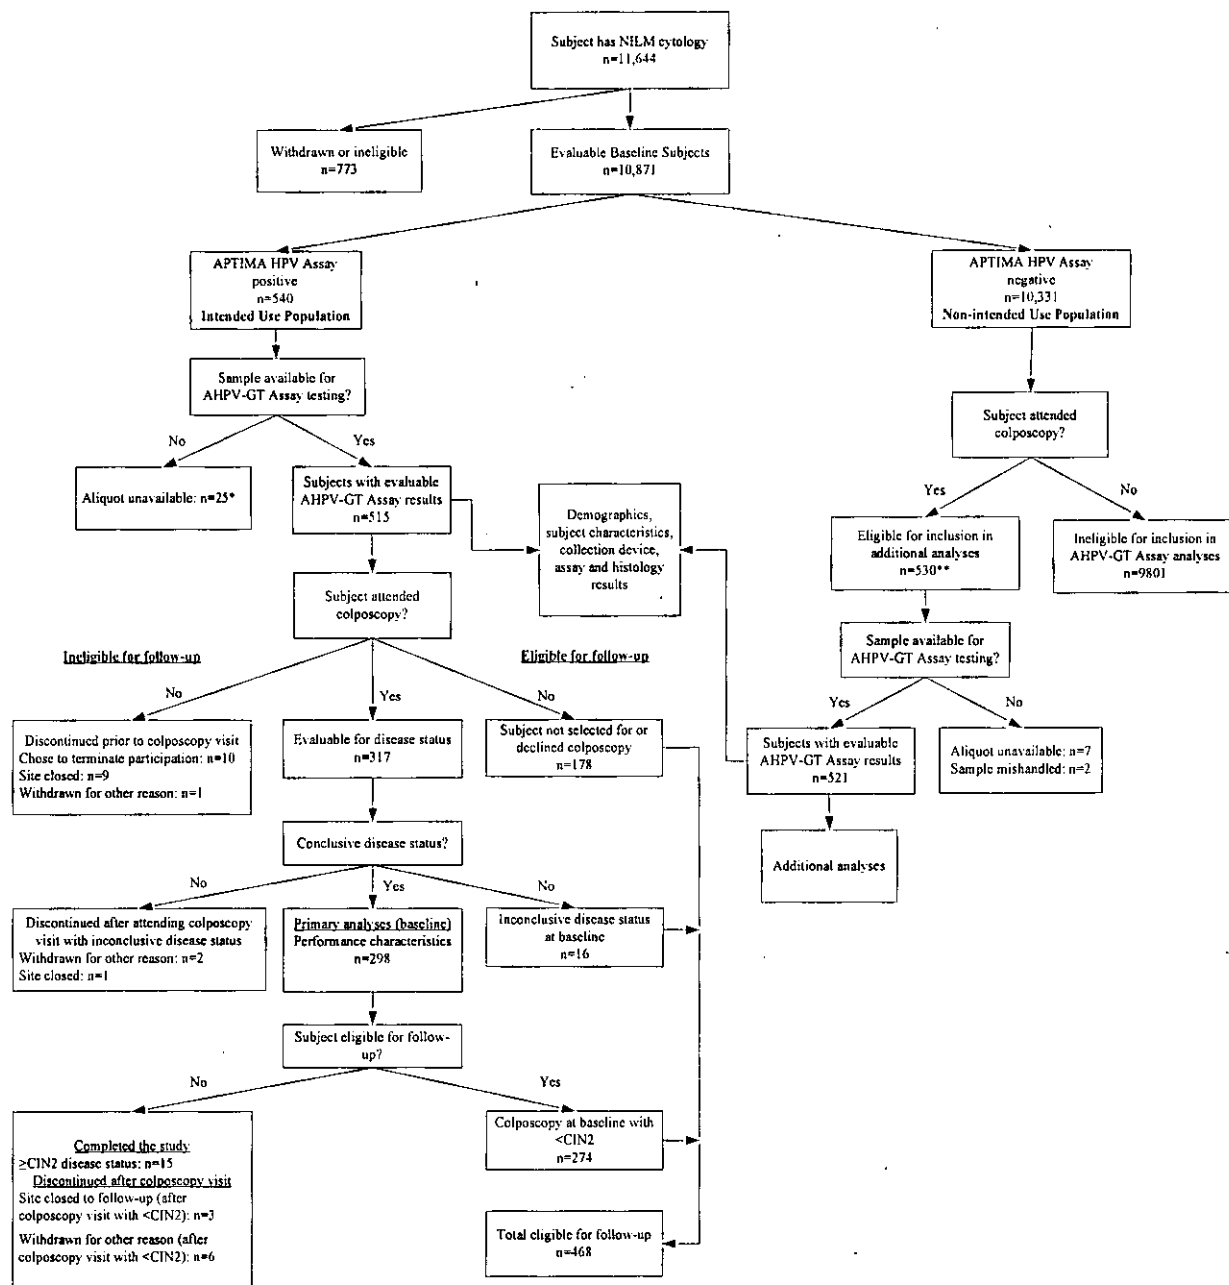 Subject has NILM cytology
n=11,644
Withdrawn or ineligible
n=773
Evaluable Baseline Subjects
n=10,871
APTIMA HPV Assay
positive
n=540
Intended Use Population
APTIMA HPV Assay
negative
n=10,331
Non-intended Use Population
Sample available for
AHPV-GT Assay testing?
No
Yes
Aliquot unavailable: n=25*
Subjects with evaluable
AHPV-GT Assay results
n=515
Demographics,
subject characteristics,
collection device,
assay and histology
results
Subject attended
colposcopy?
Yes
No
Eligible for inclusion in
additional analyses
n=530**
Ineligible for inclusion in
AHPV-GT Assay analyses
n=9801
Subject attended
colposcopy?
Sample available for
AHPV-GT Assay testing?
Ineligible for follow-up
Eligible for follow-up
No
Yes
No
Yes
No
Discontinued prior to colposcopy visit
Chose to terminate participation: n=10
Site closed: n=9
Withdrawn for other reason: n=1
Evaluable for disease status
n=317
Subject not selected for or
declined colposcopy
n=178
Subjects with evaluable
AHPV-GT Assay results
n=521
Aliquot unavailable: n=7
Sample mishandled: n=2
Conclusive disease status?
Additional analyses
No
Yes
No
Discontinued after attending colposcopy
visit with inconclusive disease status
Withdrawn for other reason: n=2
Site closed: n=1
Primary analyses (baseline)
Performance characteristics
n=298
Inconclusive disease status
at baseline
n=16
Subject eligible for follow-
up?
No
Yes
Completed the study
≥CIN2 disease status: n=15
Discontinued after colposcopy visit
Site closed to follow-up (after
colposcopy visit with <CIN2): n=3
Withdrawn for other reason (after
colposcopy visit with <CIN2): n=6
Colposcopy at baseline with
<CIN2
n=274
Total eligible for follow-up
n=468